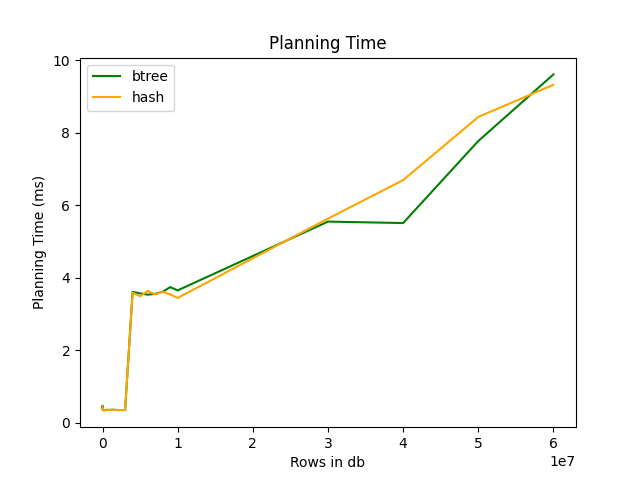 Planning Time
btree
hash
Planning Time (ms)
10
8
6
4
2
0
0 1 2 3 4 5 6
1e7
Rows in db